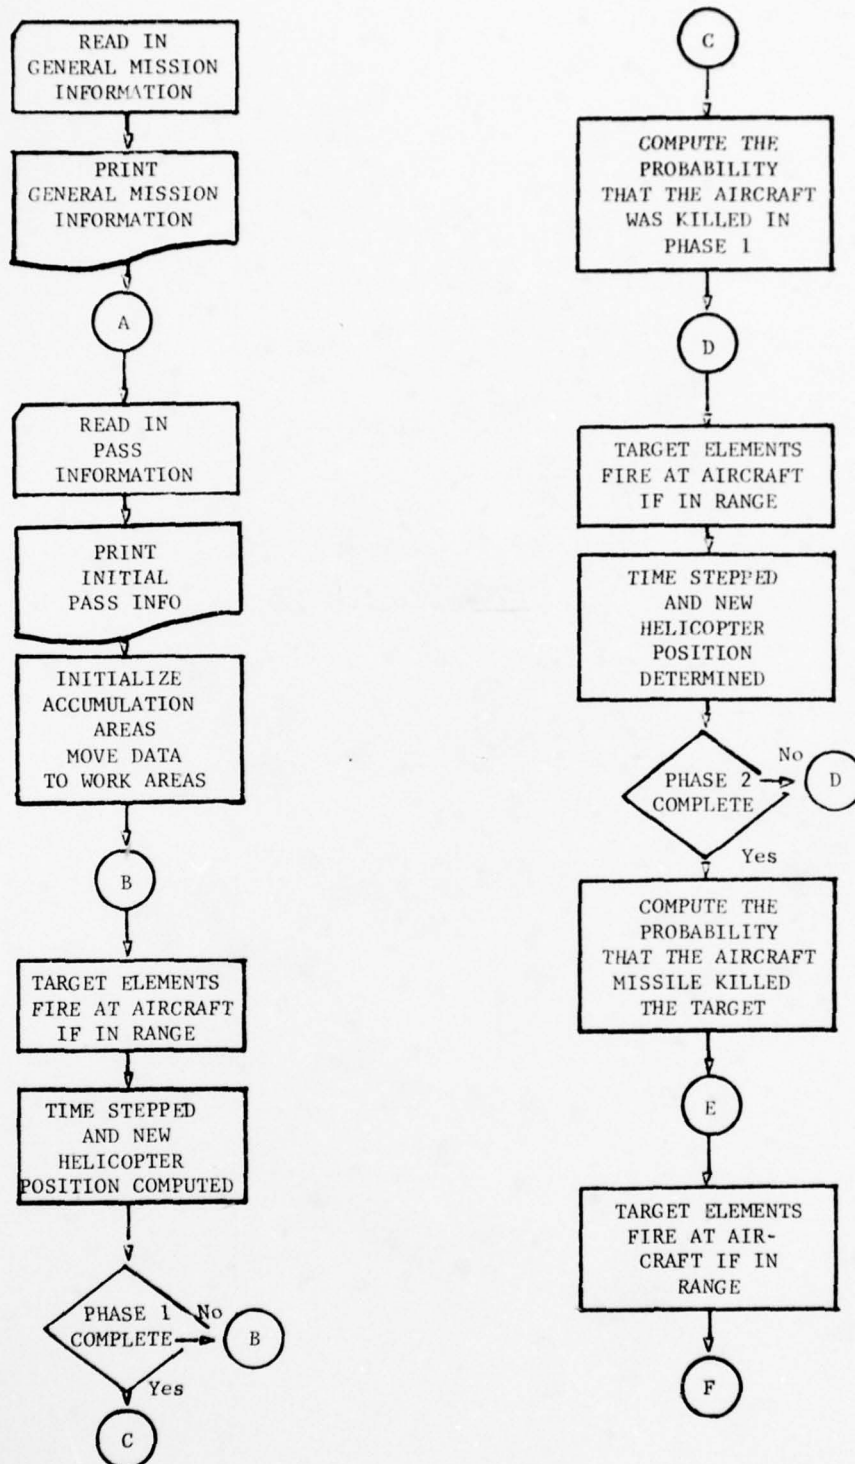 READ IN
GENERAL MISSION
INFORMATION
PRINT
GENERAL MISSION
INFORMATION
A
READ IN
PASS
INFORMATION
PRINT
INITIAL
PASS INFO
INITIALIZE
ACCUMULATION
AREAS
MOVE DATA
TO WORK AREAS
B
TARGET ELEMENTS
FIRE AT AIRCRAFT
IF IN RANGE
TIME STEPPED
AND NEW
HELICOPTER
POSITION COMPUTED
PHASE 1
COMPLETE
No
B
Yes
C
C
COMPUTE THE
PROBABILITY
THAT THE AIRCRAFT
WAS KILLED IN
PHASE 1
D
TARGET ELEMENTS
FIRE AT AIRCRAFT
IF IN RANGE
TIME STEPPED
AND NEW
HELICOPTER
POSITION
DETERMINED
PHASE 2
COMPLETE
No
D
Yes
COMPUTE THE
PROBABILITY
THAT THE AIRCRAFT
MISSILE KILLED
THE TARGET
E
TARGET ELEMENTS
FIRE AT AIR-
CRAFT IF IN
RANGE
F